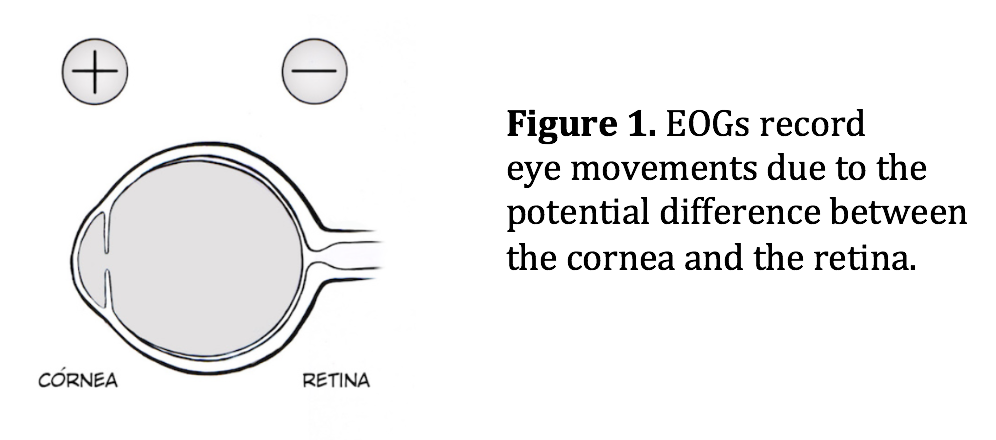 + −
CÓRNEA RETINA
Figure 1. EOGs record
eye movements due to the
potential difference between
the cornea and the retina.